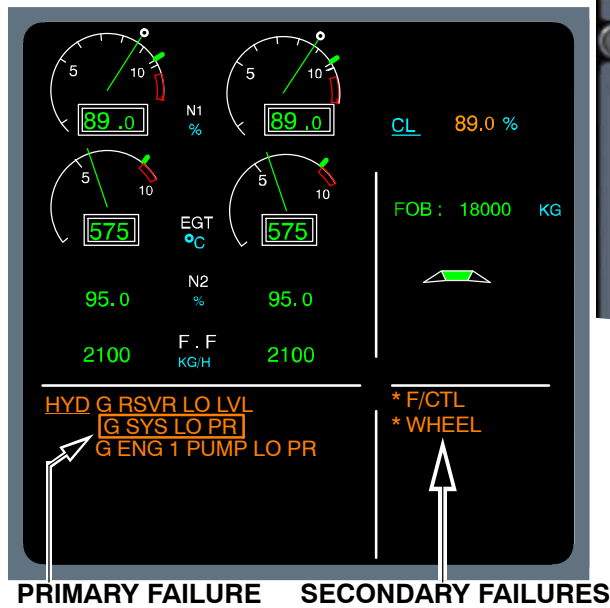 5 10 5 10
89 .0 N1 89 .0 CL 89.0 %
%
5 10 5 10
FOB : 18000 KG
575 EGT 575
°C
N2
95.0 % 95.0
F . F
2100 KG/H 2100
HYD G RSVR LO LVL * F/CTL
G SYS LO PR * WHEEL
G ENG 1 PUMP LO PR
PRIMARY FAILURE SECONDARY FAILURES